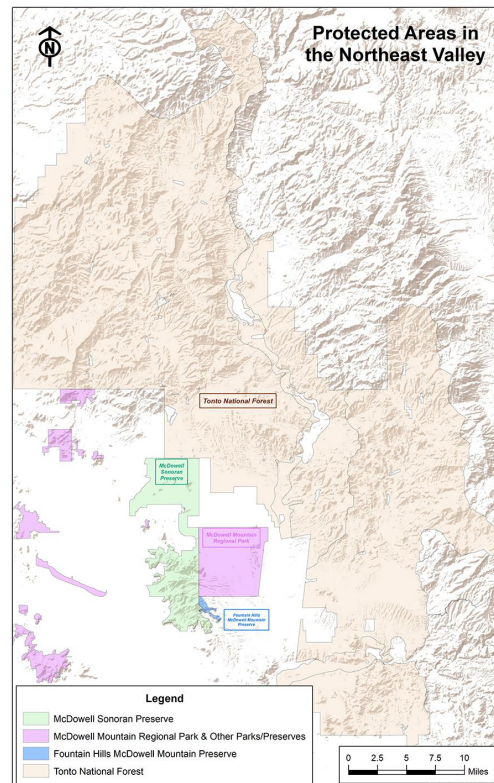 N
Protected Areas in
the Northeast Valley
Tonto National Forest
McDowell
Sonoran
Preserve
McDowell Mountain
Regional Park
Fountain Hills
McDowell Mountain
Preserve
Legend
McDowell Sonoran Preserve
McDowell Mountain Regional Park & Other Parks/Preserves
Fountain Hills McDowell Mountain Preserve
Tonto National Forest
0 2.5 5 7.5 10
Miles